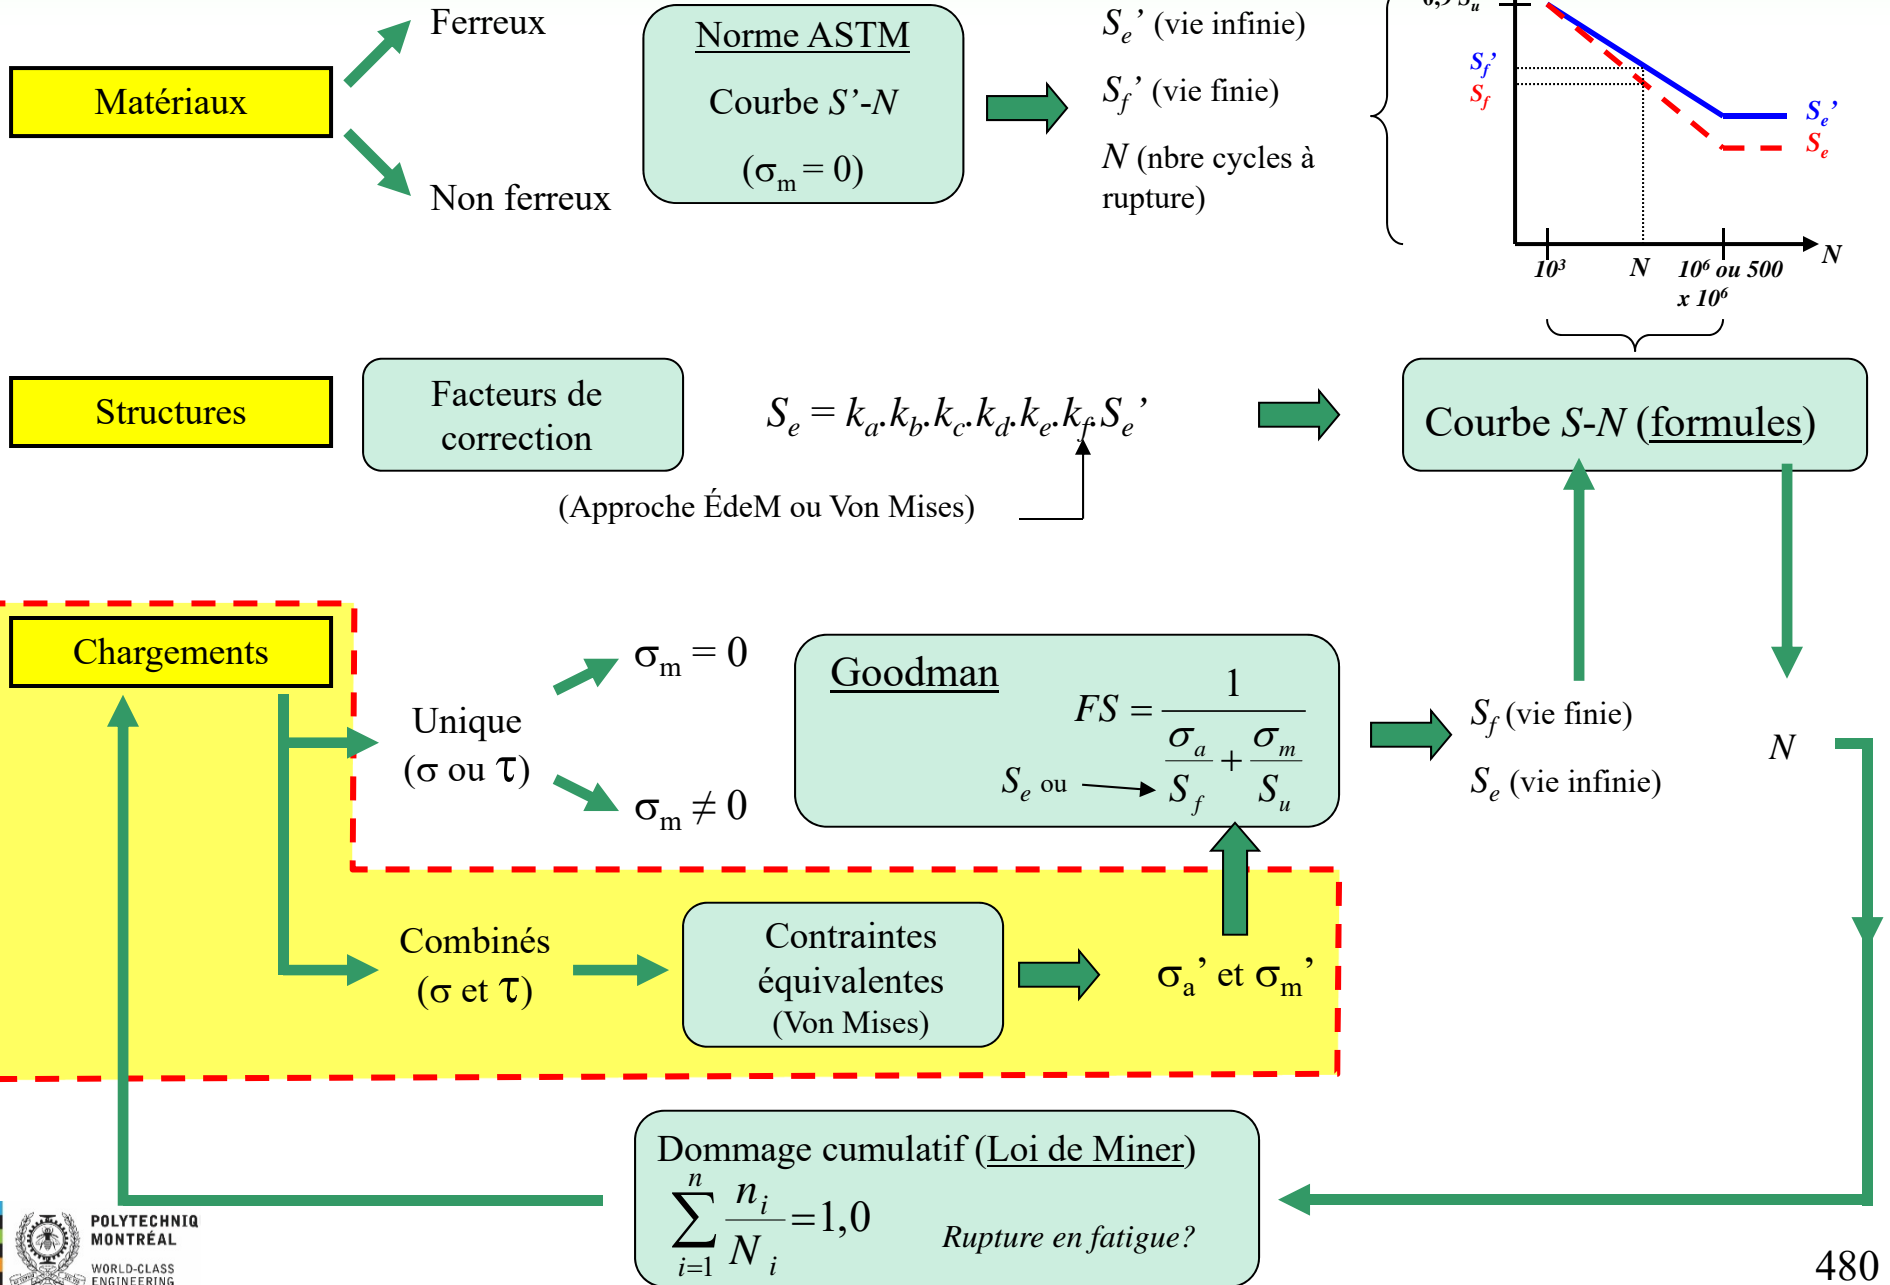 Ferreux
Matériaux
Non ferreux
Norme ASTM
Courbe S'-N
(σm = 0)
Se' (vie infinie)
Sf' (vie finie)
N (nbre cycles à
rupture)
Sf'
Sf
Se'
Se
10³ N 10⁶ ou 500
x 10⁶
N
Structures
Facteurs de
correction
Se = ka.kb.kc.kd.ke.kf.Se'
(Approche ÉdeM ou Von Mises)
Courbe S-N (formules)
Chargements
Unique
(σ ou τ)
σm = 0
σm ≠ 0
Goodman
FS = 1 / (σa/Sf + σm/Su)
Se ou
Sf (vie finie)
Se (vie infinie)
N
Combinés
(σ et τ)
Contraintes
équivalentes
(Von Mises)
σa' et σm'
Dommage cumulatif (Loi de Miner)
∑ i=1 n ni/Ni = 1,0
Rupture en fatigue?
POLYTECHNIQ
MONTRÉAL
WORLD-CLASS
ENGINEERING
480